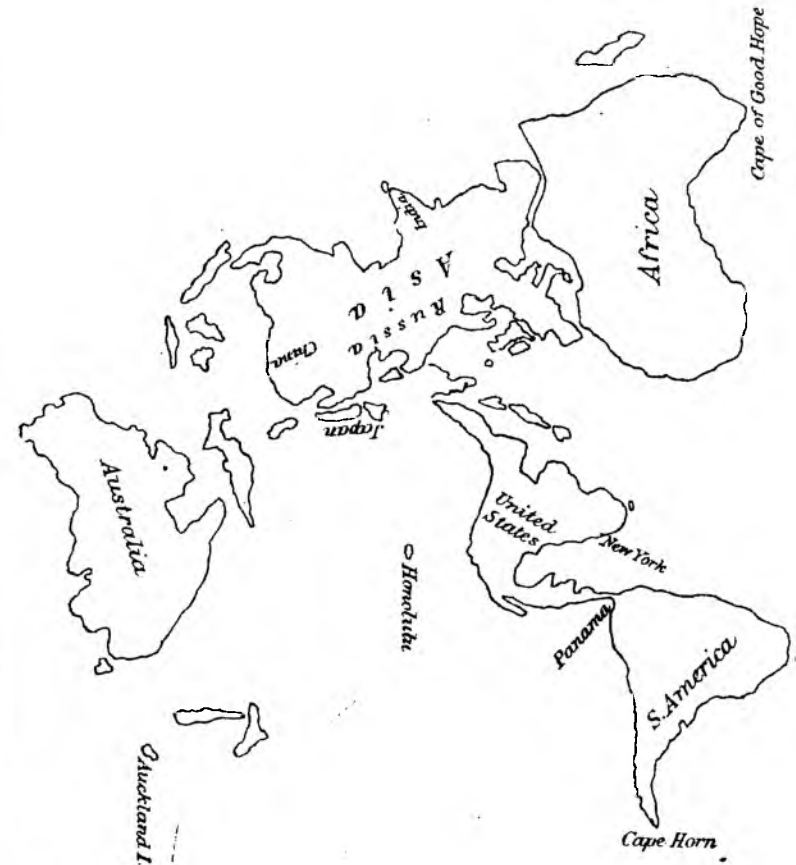 Cape of Good Hope
Africa
India
Asia
Russia
China
Japan
Australia
United
States
New York
Honolulu
Panama
S. America
Auckland I.
Cape Horn